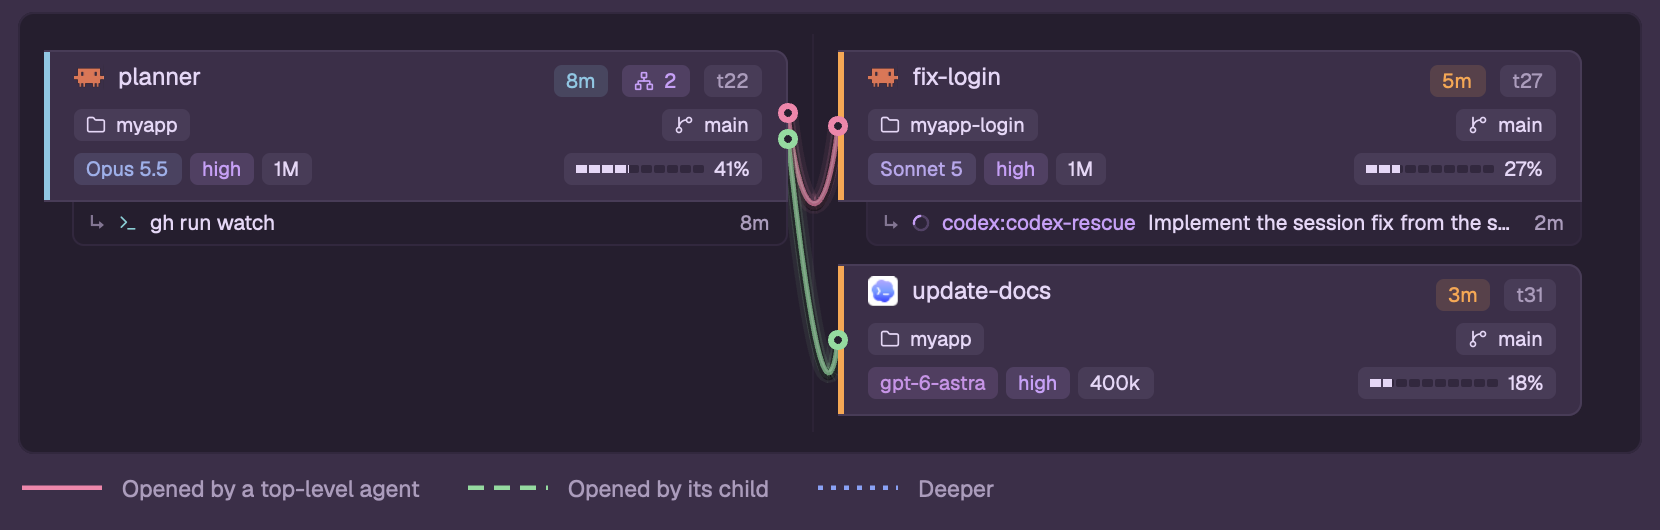 planner 8m 2 t22
myapp main
Opus 5.5 high 1M 41%
gh run watch 8m
fix-login 5m t27
myapp-login main
Sonnet 5 high 1M 27%
codex:codex-rescue Implement the session fix from the s... 2m
update-docs 3m t31
myapp main
gpt-6-astra high 400k 18%
Opened by a top-level agent Opened by its child Deeper